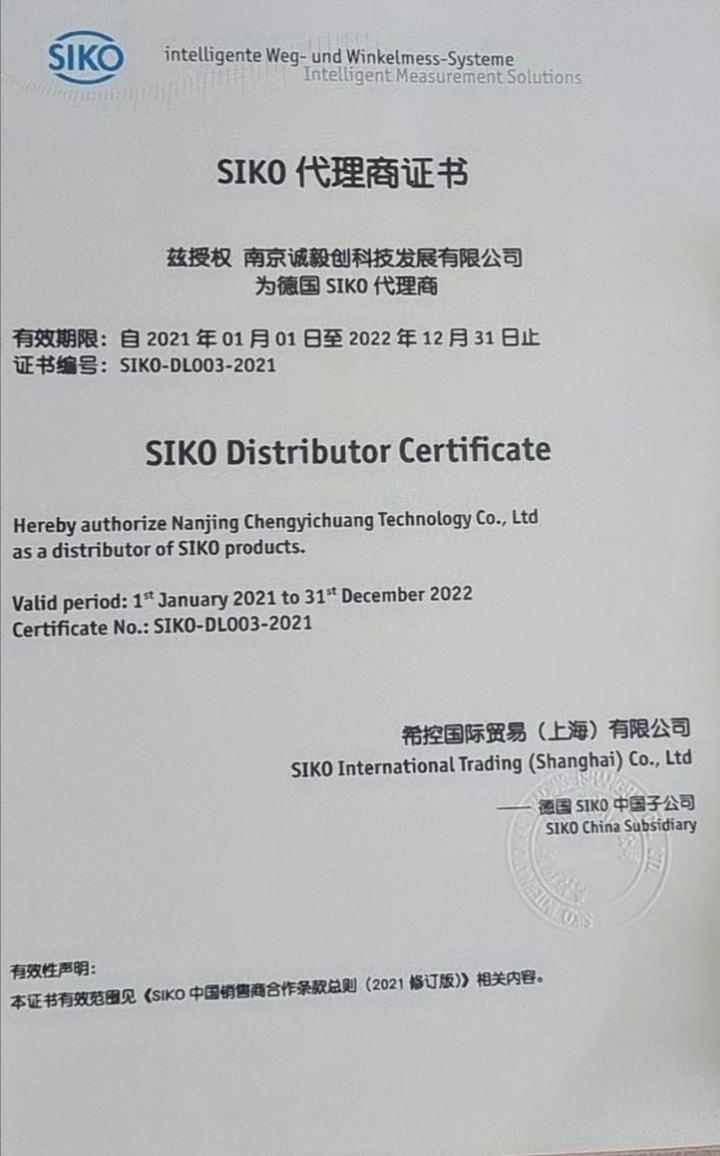 SIKO
intelligente Weg- und Winkelmess-Systeme
Intelligent Measurement Solutions
SIKO 代理商证书
兹授权 南京诚毅创科技发展有限公司
为德国 SIKO 代理商
有效期限：自 2021 年 01 月 01 日至 2022 年 12 月 31 日止
证书编号：SIKO-DL003-2021
SIKO Distributor Certificate
Hereby authorize Nanjing Chengyichuang Technology Co., Ltd
as a distributor of SIKO products.
Valid period: 1st January 2021 to 31st December 2022
Certificate No.: SIKO-DL003-2021
希控国际贸易（上海）有限公司
SIKO International Trading (Shanghai) Co., Ltd
—— 德国 SIKO 中国子公司
SIKO China Subsidiary
有效性声明：
本证书有效范围见《SIKO 中国销售商合作条款总则（2021 修订版）》相关内容。